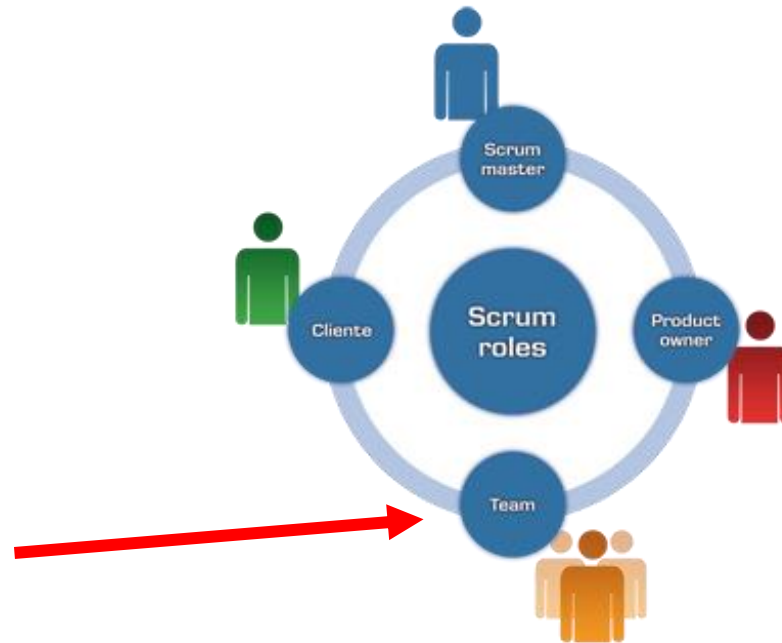 Scrum
master
Cliente
Scrum
roles
Product
owner
Team